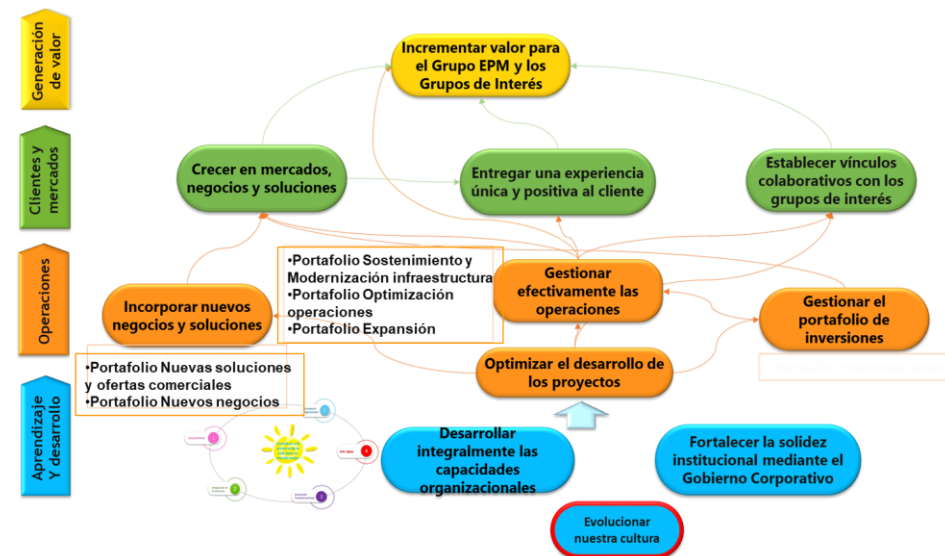 Generación
de valor
Incrementar valor para
el Grupo EPM y los
Grupos de Interés
Clientes y
mercados
Crecer en mercados,
negocios y soluciones
Entregar una experiencia
única y positiva al cliente
Establecer vínculos
colaborativos con los
grupos de interés
Operaciones
Incorporar nuevos
negocios y soluciones
•Portafolio Sostenimiento y
Modernización infraestructura
•Portafolio Optimización
operaciones
•Portafolio Expansión
Gestionar
efectivamente las
operaciones
Gestionar el
portafolio de
inversiones
Optimizar el desarrollo de
los proyectos
•Portafolio Nuevas soluciones
y ofertas comerciales
•Portafolio Nuevos negocios
Aprendizaje
Y desarrollo
1
4
2
3
Desarrollar
integralmente las
capacidades
organizacionales
Fortalecer la solidez
institucional mediante el
Gobierno Corporativo
Evolucionar
nuestra cultura